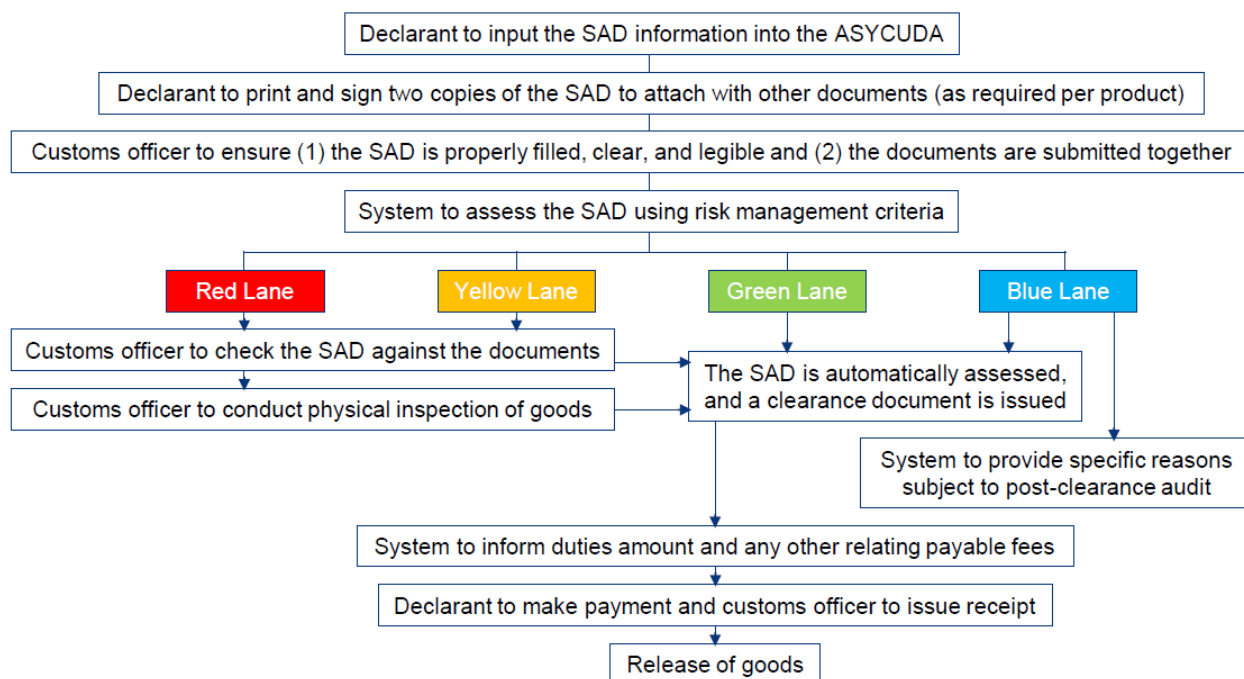 Declarant to input the SAD information into the ASYCUDA
Declarant to print and sign two copies of the SAD to attach with other documents (as required per product)
Customs officer to ensure (1) the SAD is properly filled, clear, and legible and (2) the documents are submitted together
System to assess the SAD using risk management criteria
Red Lane
Yellow Lane
Green Lane
Blue Lane
Customs officer to check the SAD against the documents
Customs officer to conduct physical inspection of goods
The SAD is automatically assessed,
and a clearance document is issued
System to provide specific reasons
subject to post-clearance audit
System to inform duties amount and any other relating payable fees
Declarant to make payment and customs officer to issue receipt
Release of goods